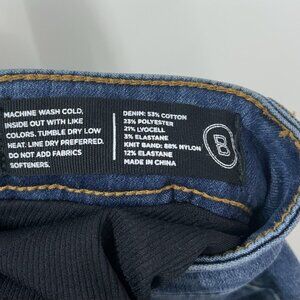 MACHINE WASH COLD,
INSIDE OUT WITH LIKE
COLORS. TUMBLE DRY LOW
HEAT. LINE DRY PREFERRED.
DO NOT ADD FABRICS
SOFTENERS.
DENIM: 53% COTTON
23% POLYESTER
21% LYOCELL
3% ELASTANE
KNIT BAND: 88% NYLON
12% ELASTANE
MADE IN CHINA
B